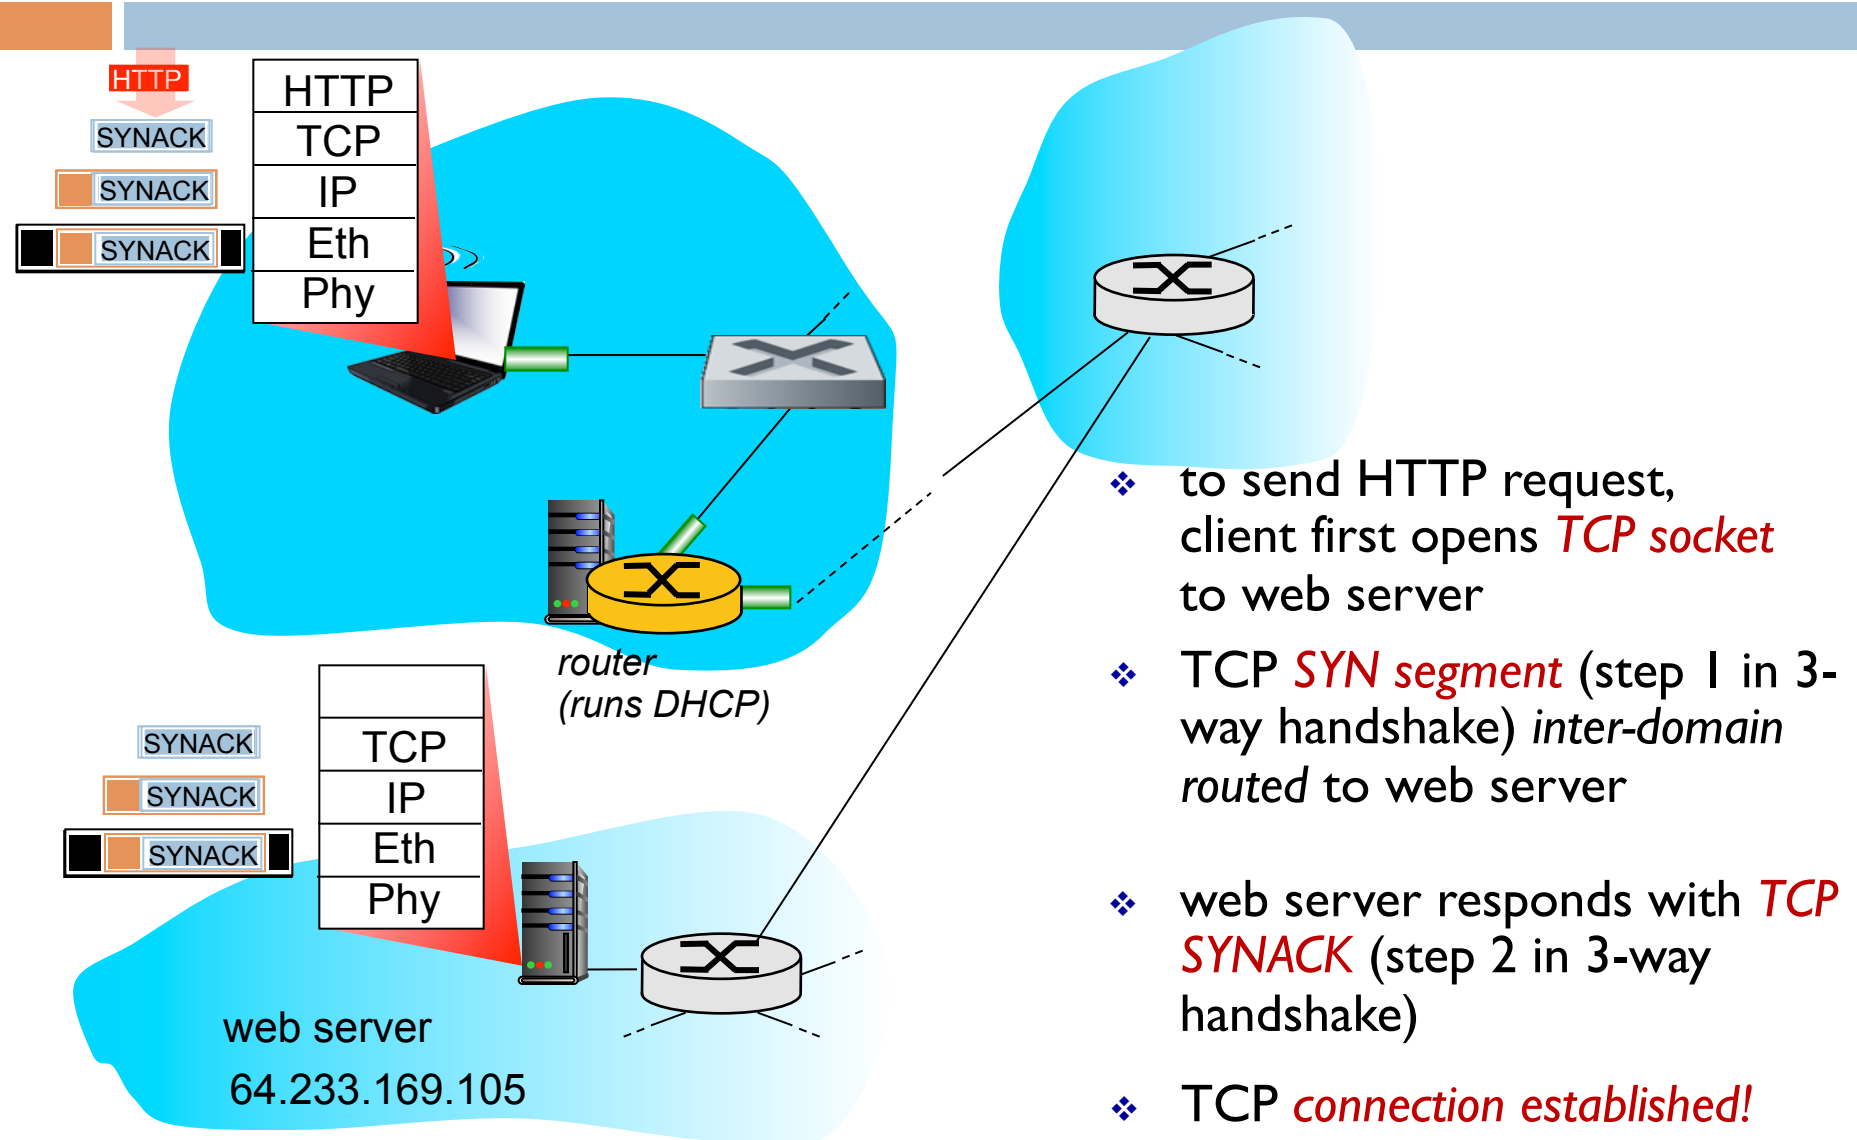 HTTP
SYNACK
SYNACK
SYNACK
HTTP
TCP
IP
Eth
Phy
router
(runs DHCP)
SYNACK
SYNACK
SYNACK
TCP
IP
Eth
Phy
web server
64.233.169.105
to send HTTP request,
client first opens TCP socket
to web server
TCP SYN segment (step 1 in 3-
way handshake) inter-domain
routed to web server
web server responds with TCP
SYNACK (step 2 in 3-way
handshake)
TCP connection established!